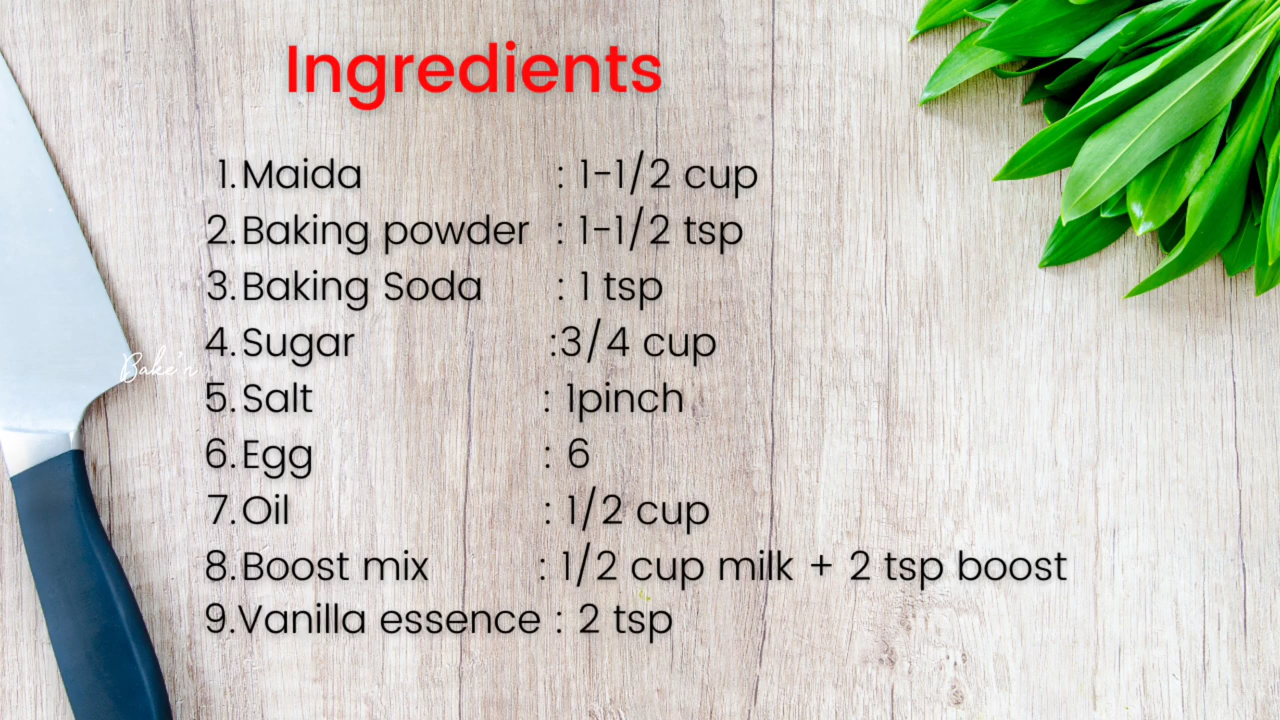 Ingredients
1. Maida : 1-1/2 cup
2. Baking powder : 1-1/2 tsp
3. Baking Soda : 1 tsp
4. Sugar :3/4 cup
5. Salt : 1pinch
6. Egg : 6
7. Oil : 1/2 cup
8. Boost mix : 1/2 cup milk + 2 tsp boost
9. Vanilla essence : 2 tsp
Bake'n